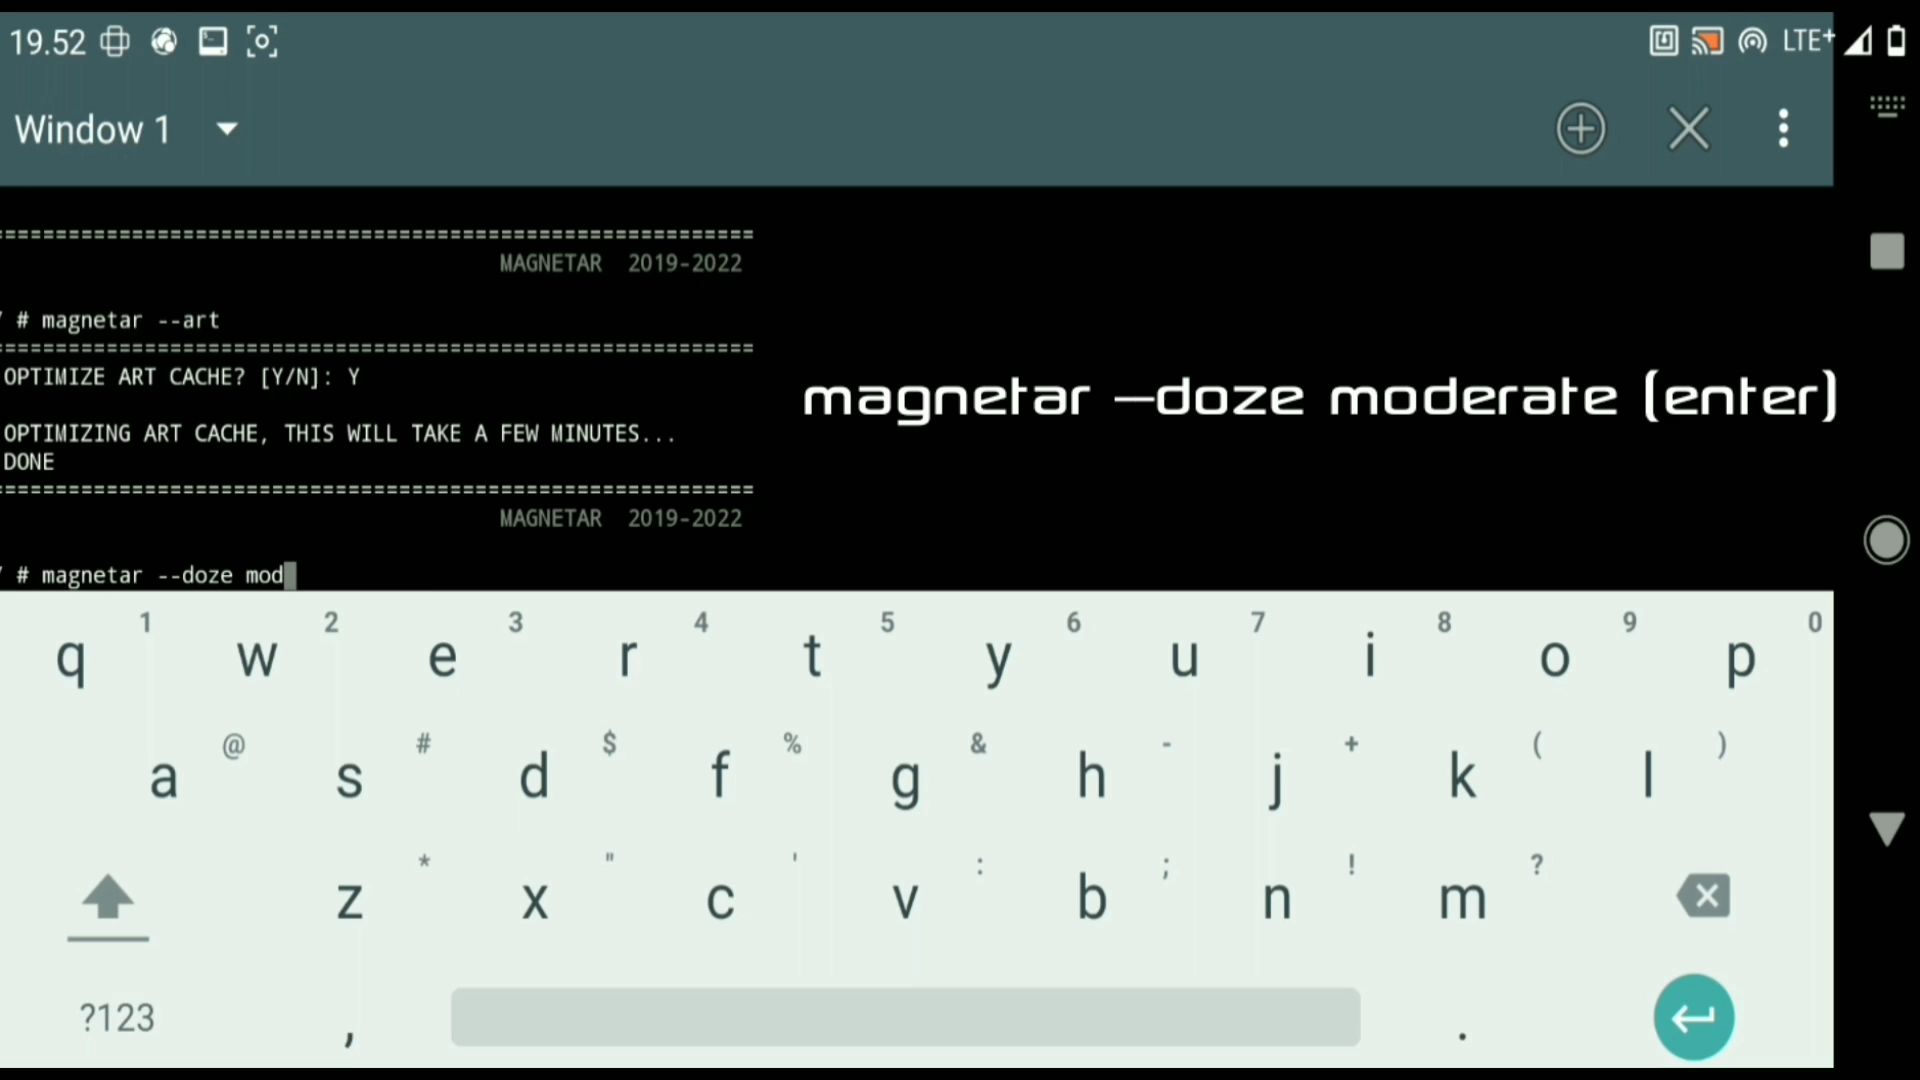 19.52 LTE+
Window 1
=========================================================
MAGNETAR 2019-2022
/ # magnetar --art
=========================================================
OPTIMIZE ART CACHE? [Y/N]: Y
OPTIMIZING ART CACHE, THIS WILL TAKE A FEW MINUTES...
DONE
=========================================================
MAGNETAR 2019-2022
/ # magnetar --doze mod
magnetar —doze moderate (enter)
1 2 3 4 5 6 7 8 9 0
q w e r t y u i o p
@ # $ % & - + ( )
a s d f g h j k l
* " ' : ; ! ?
z x c v b n m
?123 , .